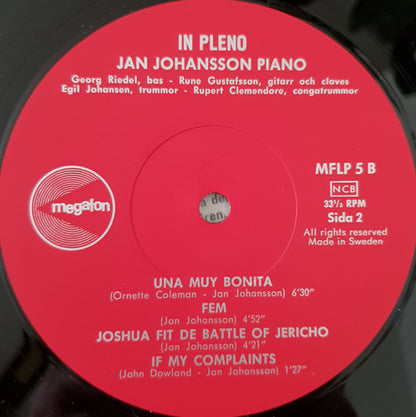 IN PLENO
JAN JOHANSSON PIANO
Georg Riedel, bas - Rune Gustafsson, gitarr och claves
Egil Johansen, trummor - Rupert Clemendore, congatrummor
megafon
MFLP 5 B
NCB
33⅓ RPM
Sida 2
All rights reserved
Made in Sweden
n de
ren,
UNA MUY BONITA
(Ornette Coleman - Jan Johansson) 6'30"
FEM
(Jan Johansson) 4'52"
JOSHUA FIT DE BATTLE OF JERICHO
(Jan Johansson) 4'21"
IF MY COMPLAINTS
(John Dowland - Jan Johansson) 1'27"